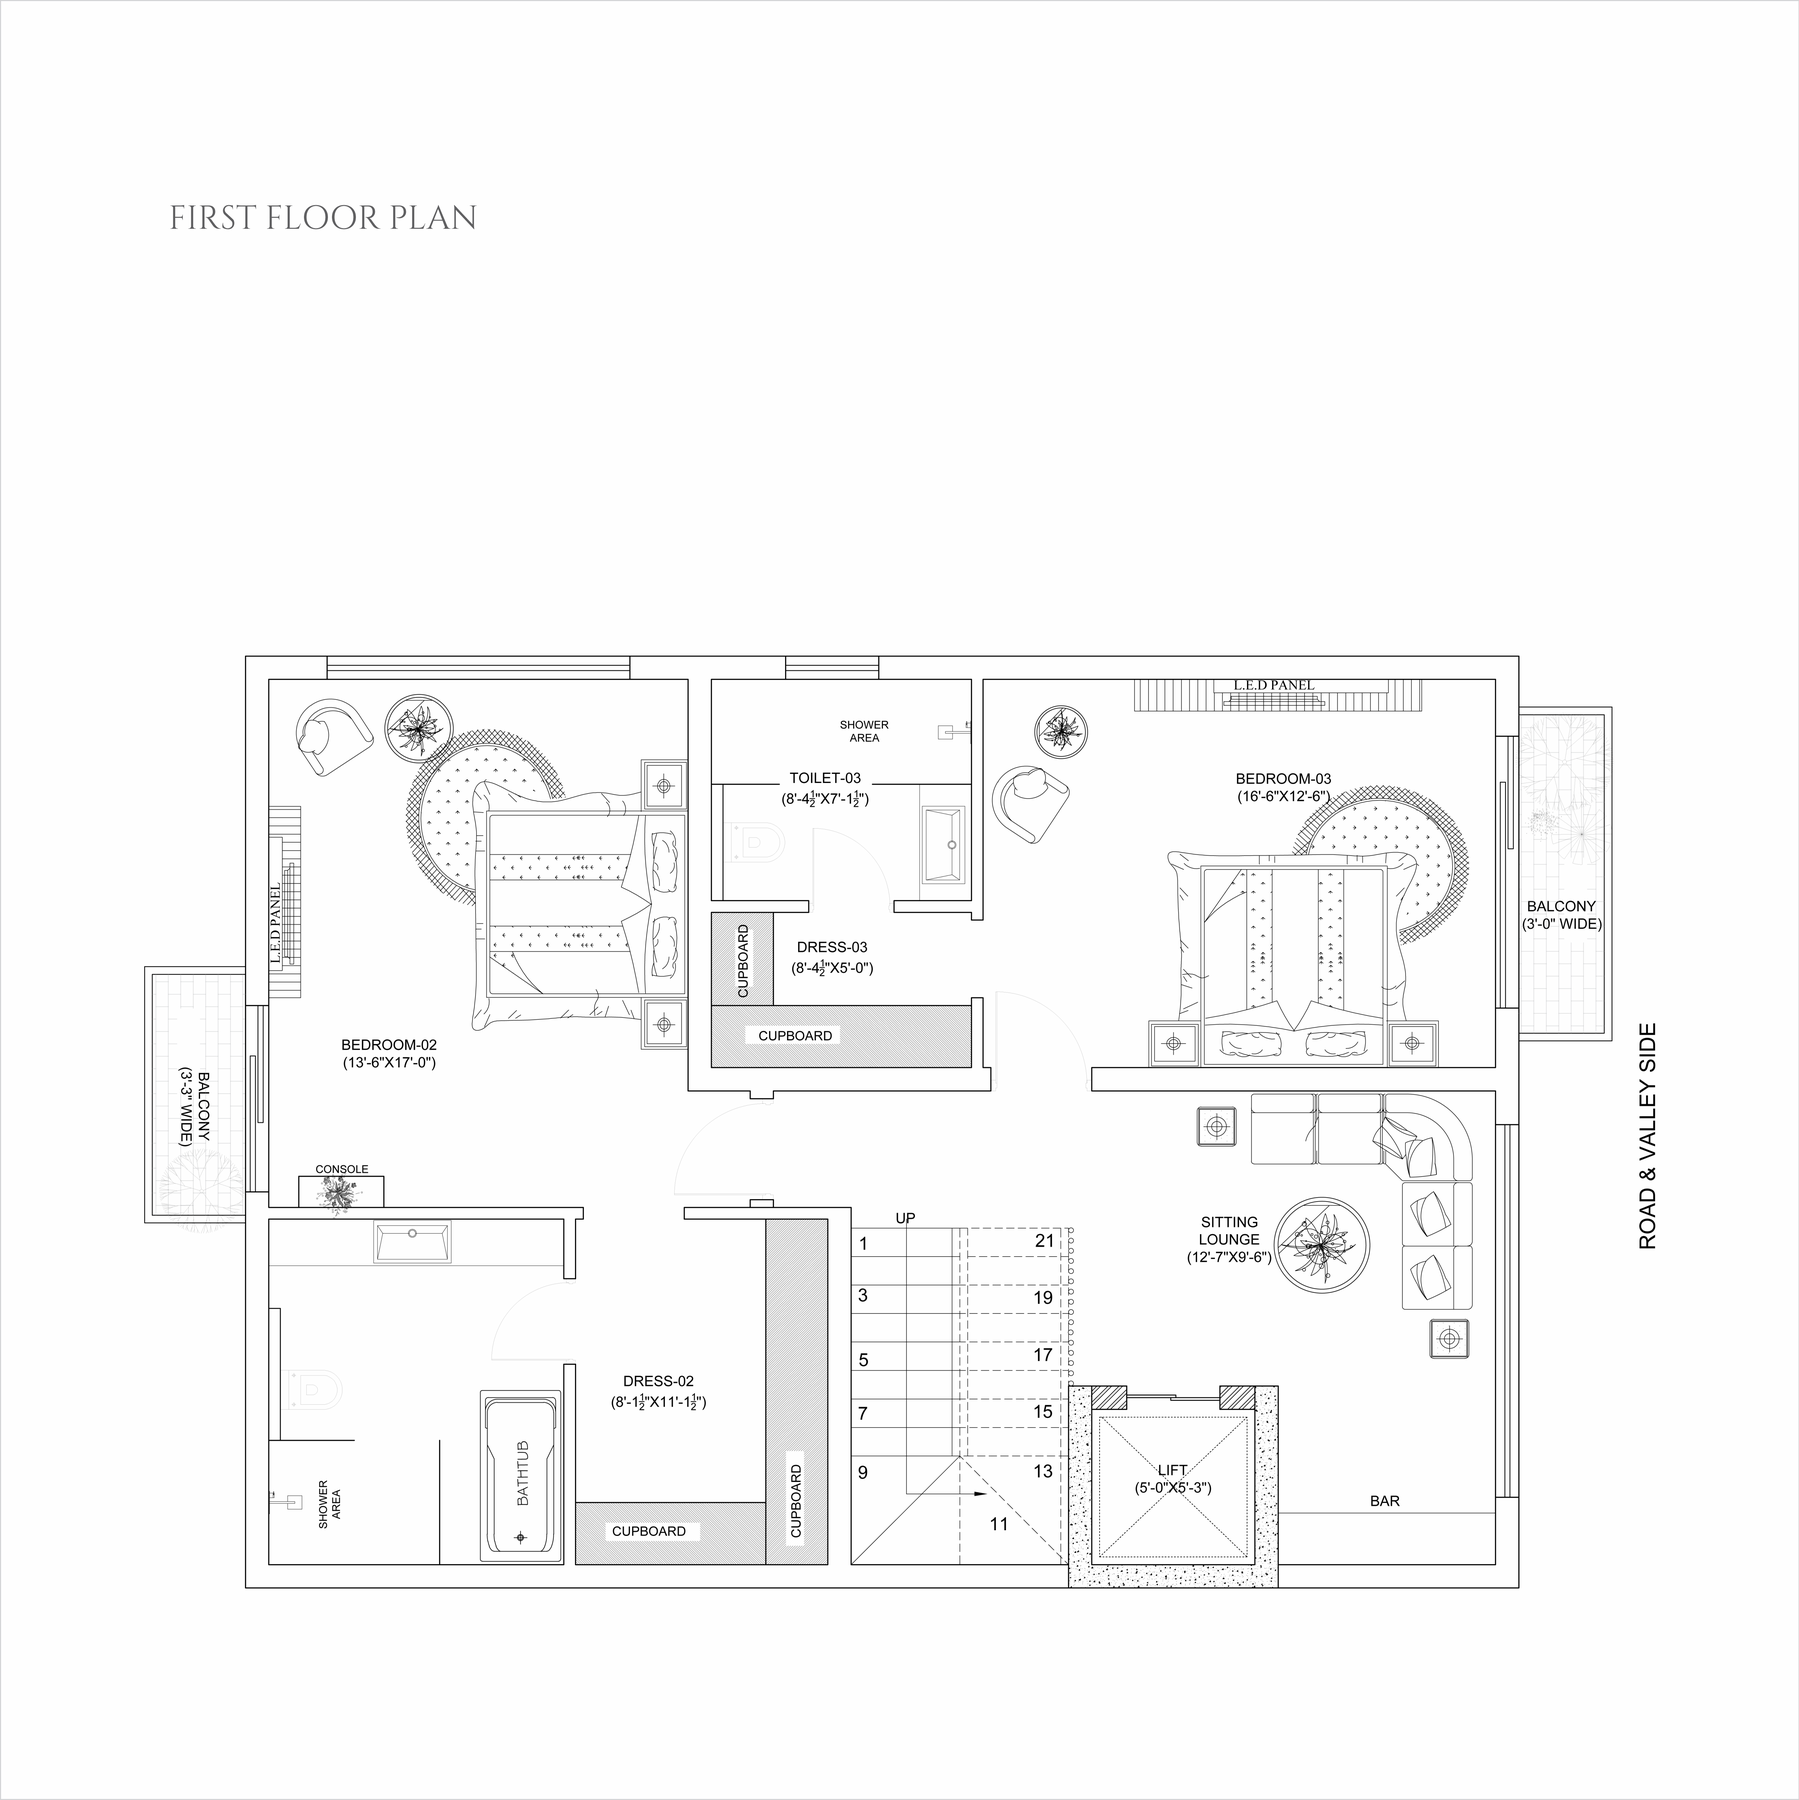 FIRST FLOOR PLAN
L.E.D PANEL
SHOWER
AREA
TOILET-03
(8'-4½"X7'-1½")
BEDROOM-03
(16'-6"X12'-6")
L.E.D PANEL
CUPBOARD
DRESS-03
(8'-4½"X5'-0")
BALCONY
(3'-0" WIDE)
CUPBOARD
BEDROOM-02
(13'-6"X17'-0")
BALCONY
(3'-3" WIDE)
ROAD & VALLEY SIDE
CONSOLE
UP
SITTING
LOUNGE
(12'-7"X9'-6")
1
21
3
19
5
17
7
15
9
13
11
DRESS-02
(8'-1½"X11'-1½")
BATHTUB
SHOWER
AREA
CUPBOARD
CUPBOARD
LIFT
(5'-0"X5'-3")
BAR